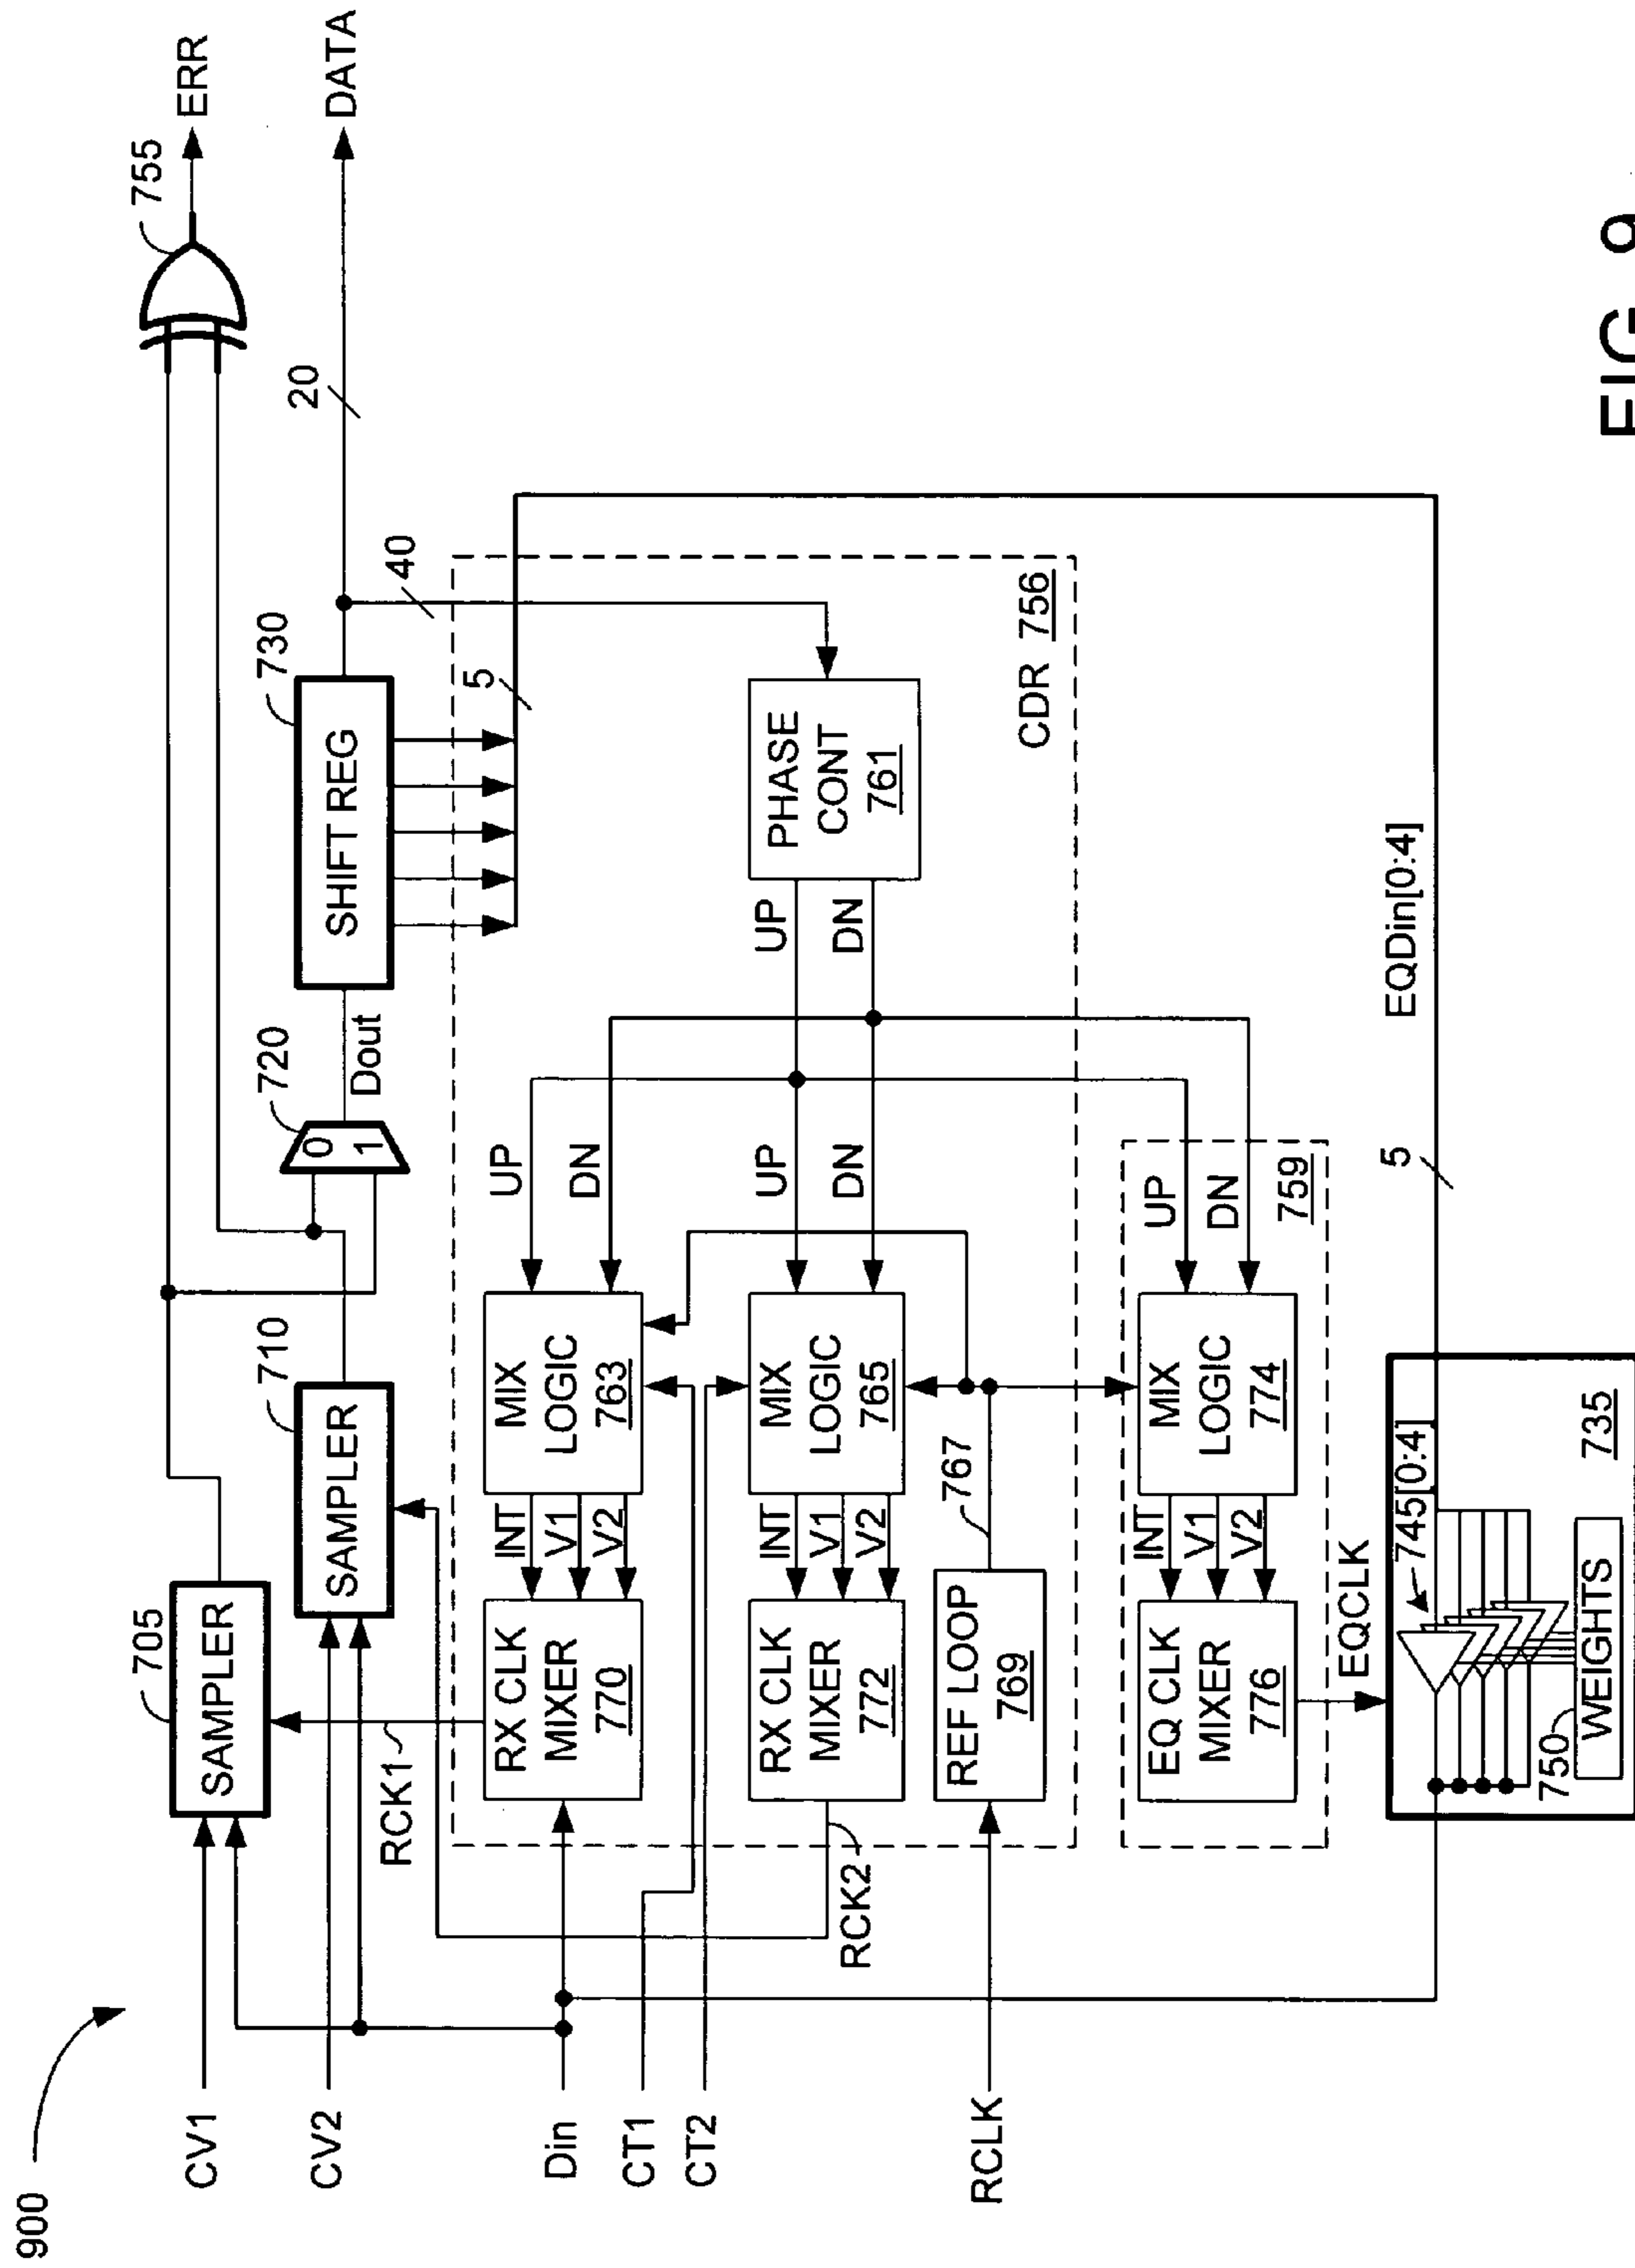 900
CV1
CV2
Din
CT1
CT2
RCLK
705
SAMPLER
710
SAMPLER
720
0
1
Dout
730
SHIFT REG
755
ERR
20
DATA
40
5
RCK1
RCK2
RX CLK
MIXER
770
INT
V1
V2
MIX
LOGIC
763
UP
DN
RX CLK
MIXER
772
INT
V1
V2
MIX
LOGIC
765
UP
DN
UP
DN
PHASE
CONT
761
CDR 756
REF LOOP
769
767
EQ CLK
MIXER
776
INT
V1
V2
MIX
LOGIC
774
UP
DN
759
EQCLK
745[0:4]
750
WEIGHTS
735
5
EQDin[0:4]
FIG. 9